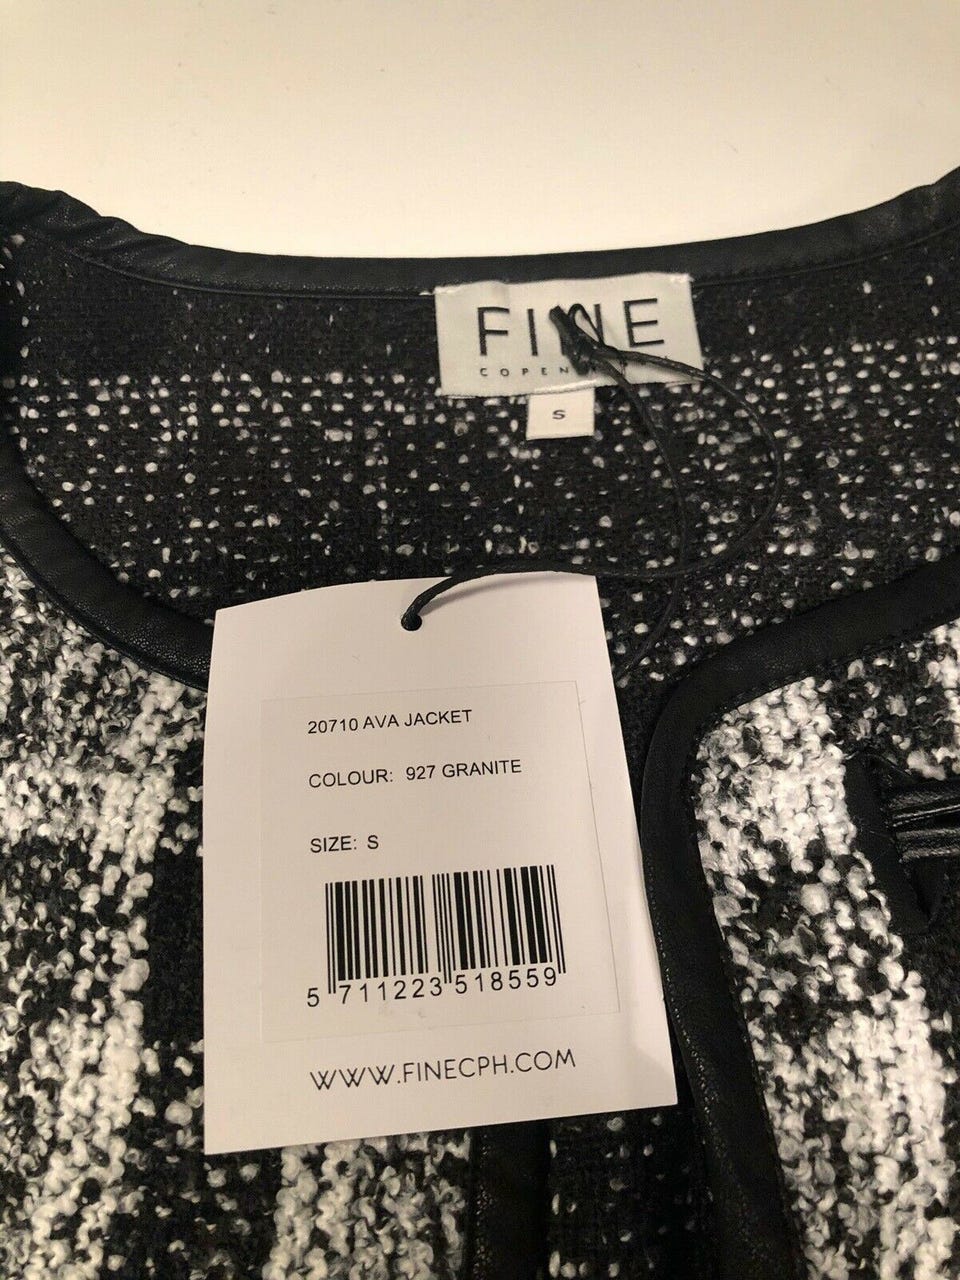 FINE
S
20710 AVA JACKET
COLOUR: 927 GRANITE
SIZE: S
5 711223 518559
WWW.FINECPH.COM